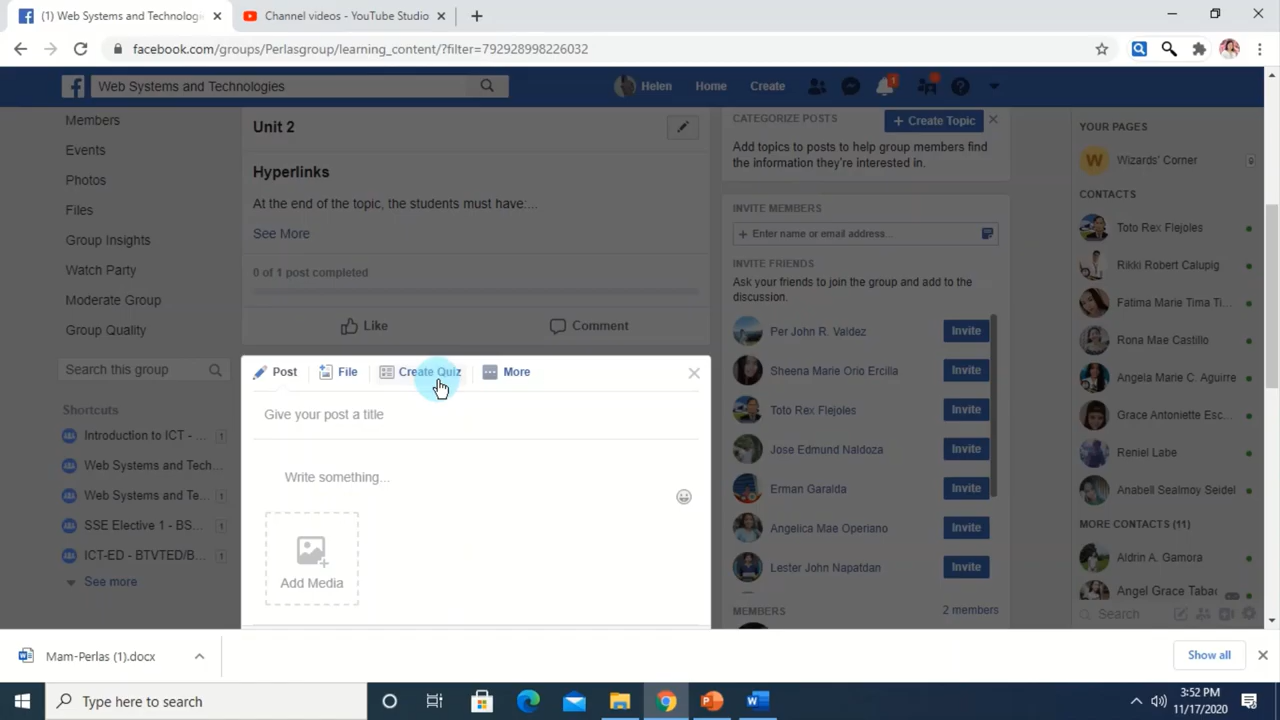 (1) Web Systems and Technologi
Channel videos - YouTube Studio
facebook.com/groups/Perlasgroup/learning_content/?filter=792928998226032
Web Systems and Technologies
Helen
Home
Create
1
Members
Events
Photos
Files
Group Insights
Watch Party
Moderate Group
Group Quality
Search this group
Shortcuts
Introduction to ICT - ... 1
Web Systems and Tech...
Web Systems and Te... 1
SSE Elective 1 - BS... 1
ICT-ED - BTVTED/B... 1
See more
Unit 2
Hyperlinks
At the end of the topic, the students must have:...
See More
0 of 1 post completed
Like
Comment
Post
File
Create Quiz
More
Give your post a title
Write something...
Add Media
CATEGORIZE POSTS
+ Create Topic
Add topics to posts to help group members find
the information they're interested in.
INVITE MEMBERS
+ Enter name or email address...
INVITE FRIENDS
Ask your friends to join the group and add to the
discussion.
Per John R. Valdez
Invite
Sheena Marie Orio Ercilla
Invite
Toto Rex Flejoles
Invite
Jose Edmund Naldoza
Invite
Erman Garalda
Invite
Angelica Mae Operiano
Invite
Lester John Napatdan
Invite
MEMBERS
2 members
YOUR PAGES
W
Wizards' Corner
9
CONTACTS
Toto Rex Flejoles
Rikki Robert Calupig
Fatima Marie Tima Ti...
Rona Mae Castillo
Angela Marie C. Aguirre
Grace Antoniette Esc...
Reniel Labe
Anabell Sealmoy Seidel
MORE CONTACTS (11)
Aldrin A. Gamora
Angel Grace Tabac
Search
Mam-Perlas (1).docx
Show all
Type here to search
3:52 PM
11/17/2020